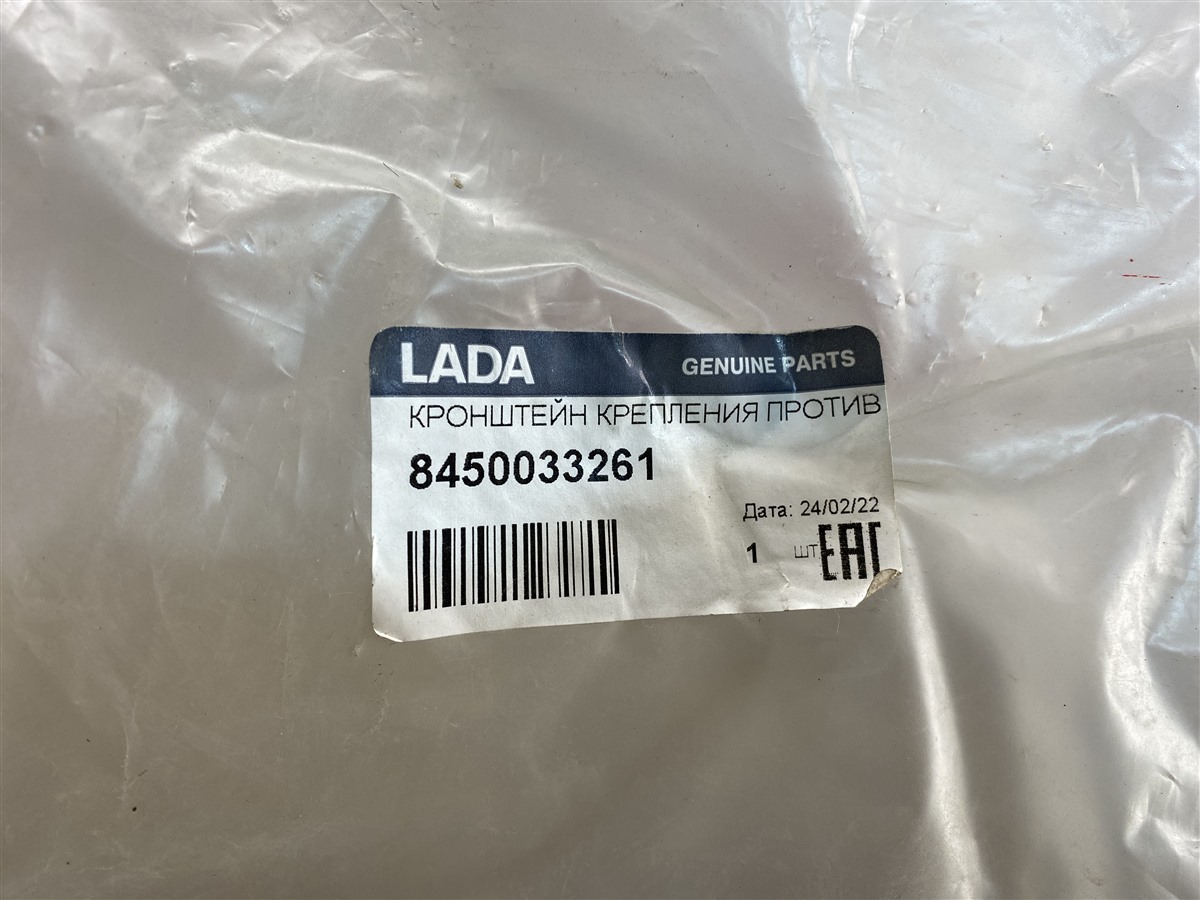 LADA GENUINE PARTS
КРОНШТЕЙН КРЕПЛЕНИЯ ПРОТИВ
8450033261
Дата: 24/02/22
1 шт EAC